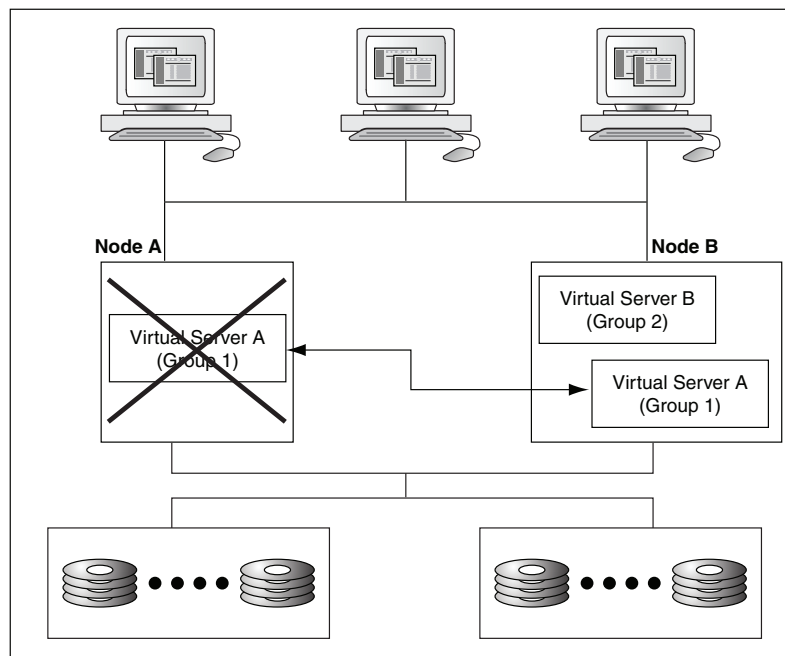 Node A
Node B
Virtual Server A
(Group 1)
Virtual Server B
(Group 2)
Virtual Server A
(Group 1)